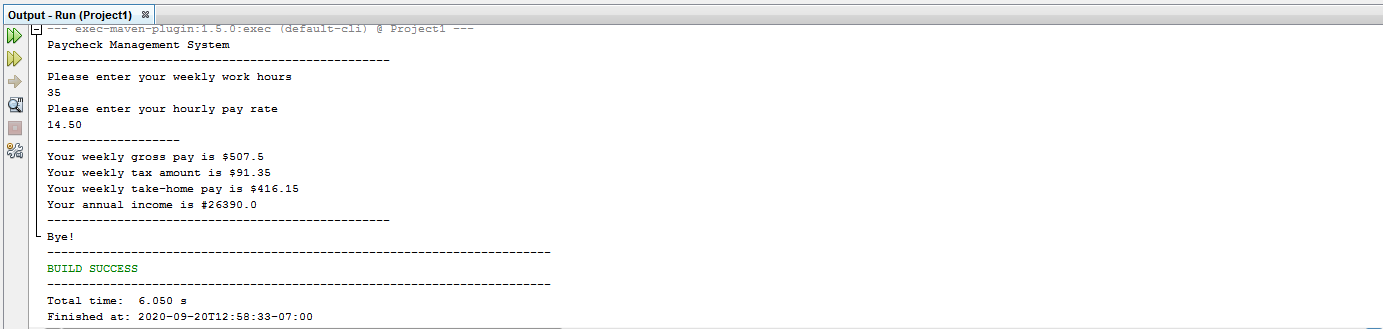 Output - Run (Project1)
--- exec-maven-plugin:1.5.0:exec (default-cli) @ Project1 ---
Paycheck Management System
-------------------------------------------------
Please enter your weekly work hours
35
Please enter your hourly pay rate
14.50
-------------------
Your weekly gross pay is $507.5
Your weekly tax amount is $91.35
Your weekly take-home pay is $416.15
Your annual income is #26390.0
-------------------------------------------------
Bye!
------------------------------------------------------------------------
BUILD SUCCESS
------------------------------------------------------------------------
Total time:  6.050 s
Finished at: 2020-09-20T12:58:33-07:00